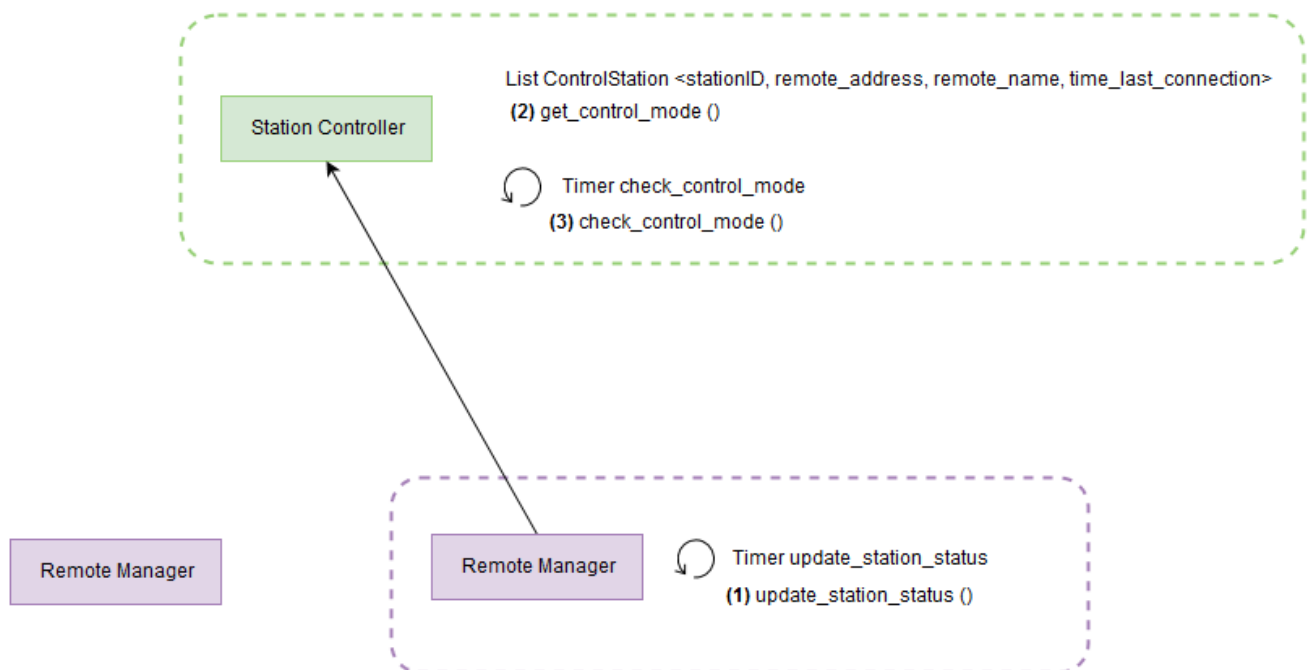 List ControlStation <stationID, remote_address, remote_name, time_last_connection>
(2) get_control_mode ()
Station Controller
Timer check_control_mode
(3) check_control_mode ()
Remote Manager
Remote Manager
Timer update_station_status
(1) update_station_status ()